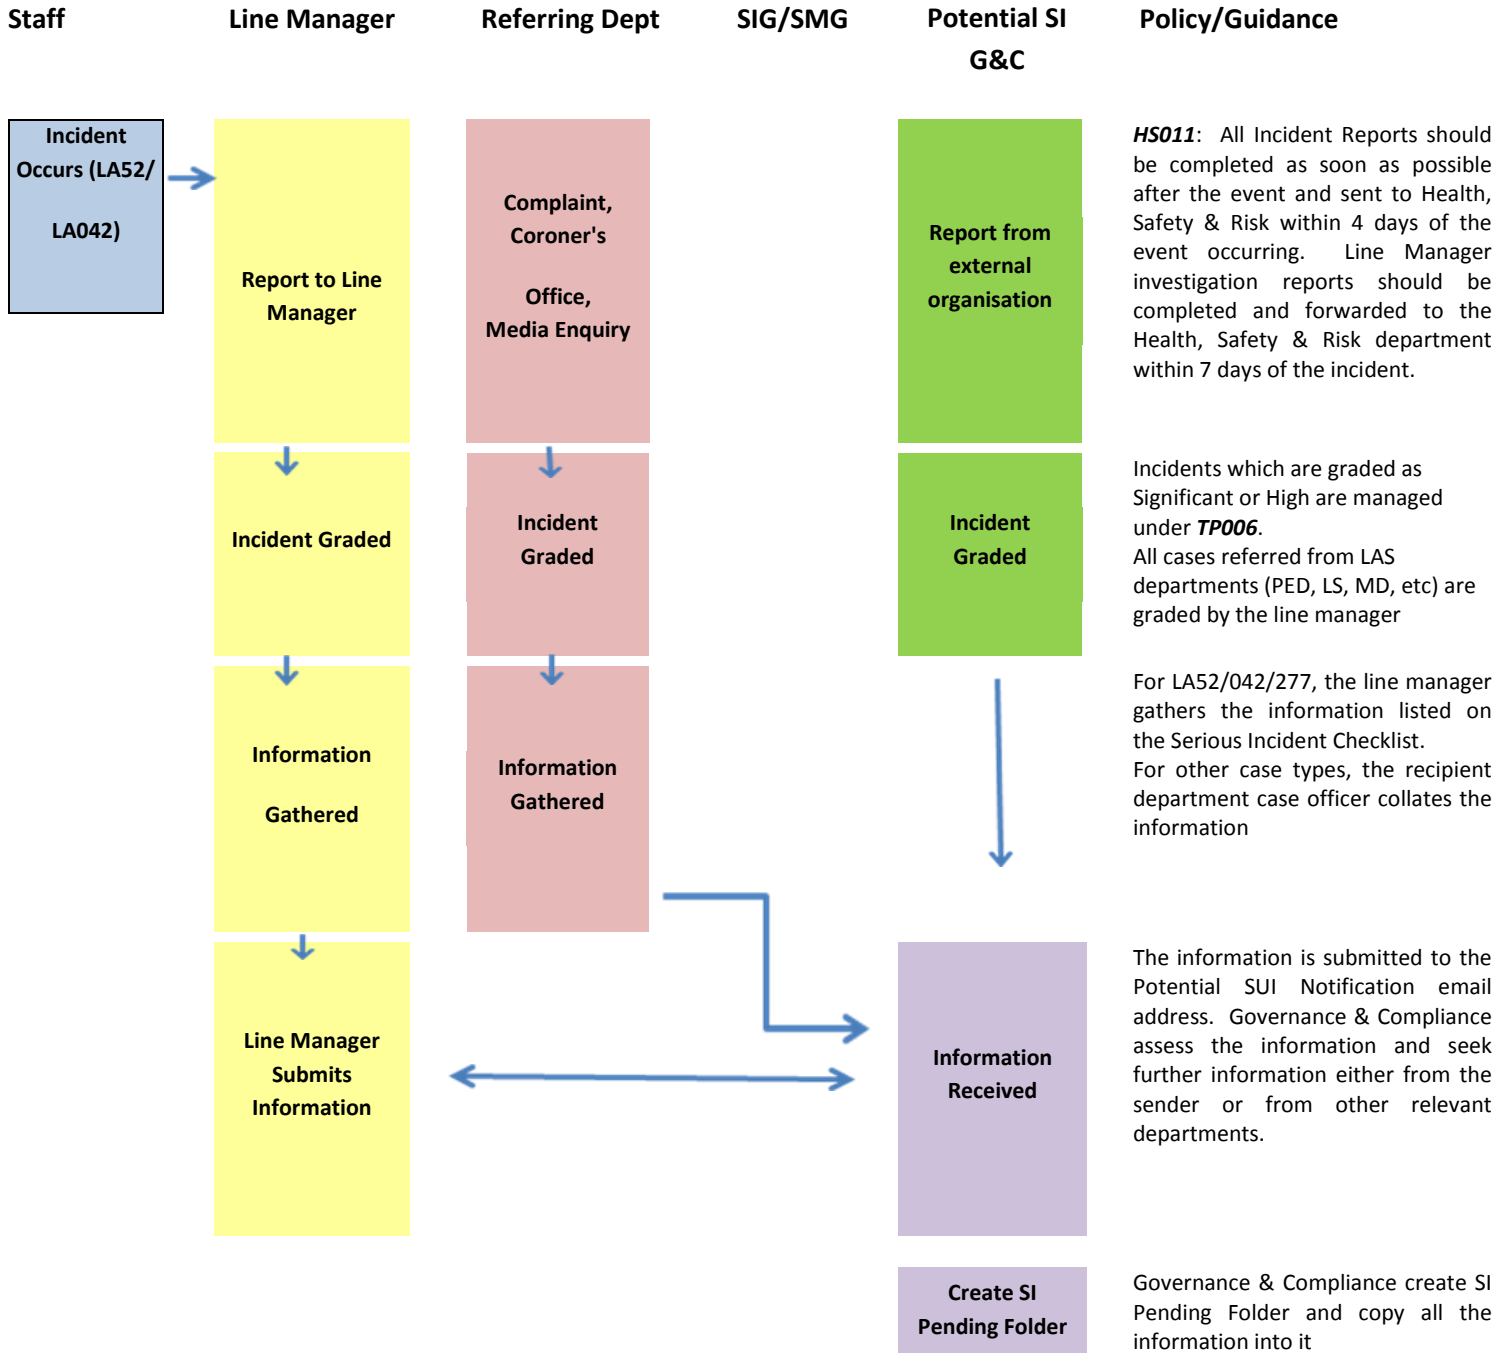 Staff
Line Manager
Referring Dept
SIG/SMG
Potential SI
G&C
Policy/Guidance
Incident
Occurs (LA52/
LA042)
Report to Line
Manager
Complaint,
Coroner's
Office,
Media Enquiry
Report from
external
organisation
HS011: All Incident Reports should
be completed as soon as possible
after the event and sent to Health,
Safety & Risk within 4 days of the
event occurring. Line Manager
investigation reports should be
completed and forwarded to the
Health, Safety & Risk department
within 7 days of the incident.
Incident Graded
Incident
Graded
Incident
Graded
Incidents which are graded as
Significant or High are managed
under TP006.
All cases referred from LAS
departments (PED, LS, MD, etc) are
graded by the line manager
Information
Gathered
Information
Gathered
For LA52/042/277, the line manager
gathers the information listed on
the Serious Incident Checklist.
For other case types, the recipient
department case officer collates the
information
Line Manager
Submits
Information
Information
Received
The information is submitted to the
Potential SUI Notification email
address. Governance & Compliance
assess the information and seek
further information either from the
sender or from other relevant
departments.
Create SI
Pending Folder
Governance & Compliance create SI
Pending Folder and copy all the
information into it